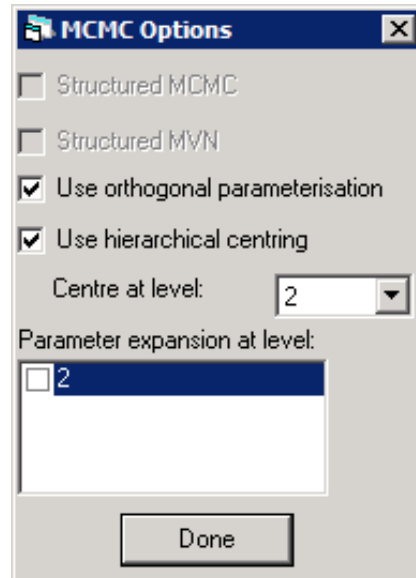 MCMC Options
Structured MCMC
Structured MVN
Use orthogonal parameterisation
Use hierarchical centring
Centre at level: 2
Parameter expansion at level:
2
Done